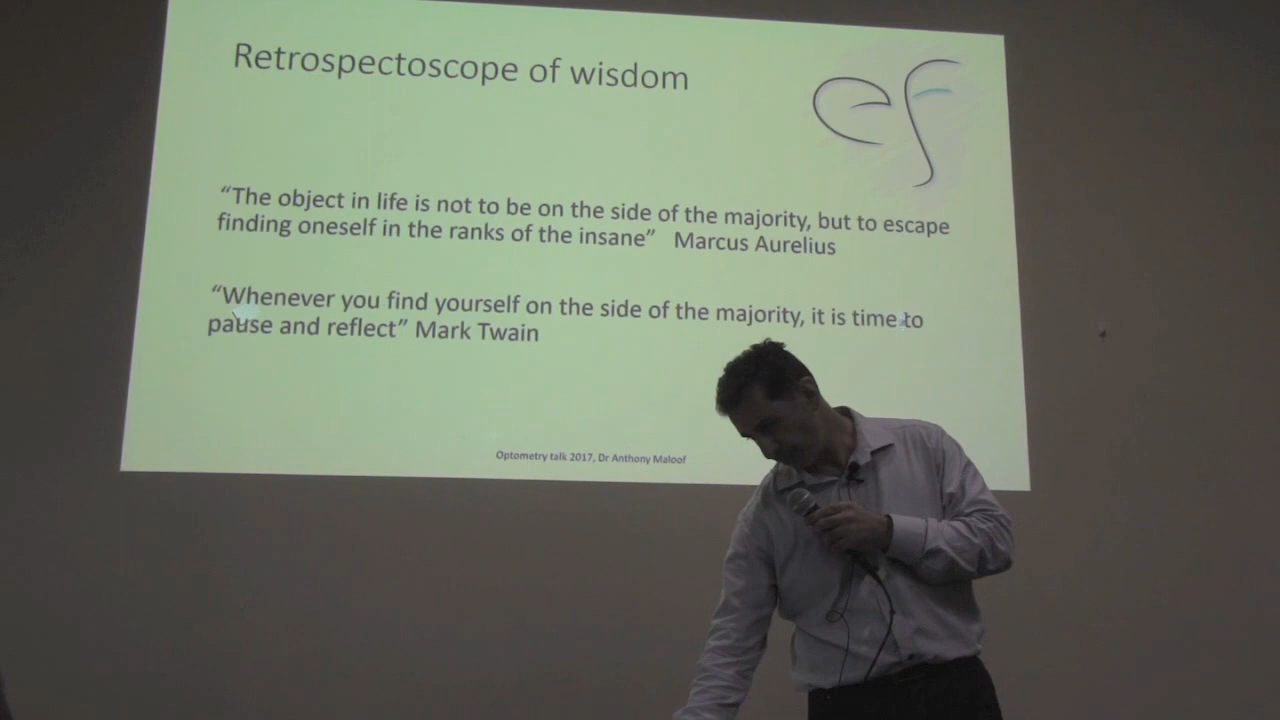 Retrospectoscope of wisdom
ef
“The object in life is not to be on the side of the majority, but to escape
finding oneself in the ranks of the insane” Marcus Aurelius
“Whenever you find yourself on the side of the majority, it is time to
pause and reflect” Mark Twain
Optometry talk 2017, Dr Anthony Maloof